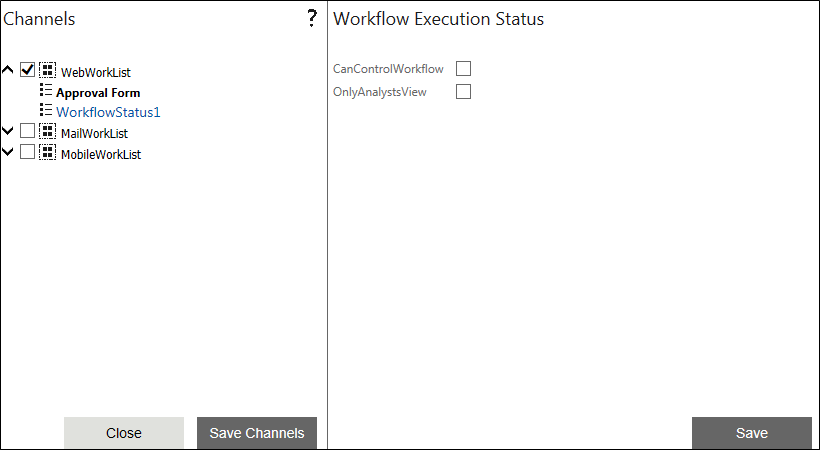 Channels
?
WebWorkList
Approval Form
WorkflowStatus1
MailWorkList
MobileWorkList
Close
Save Channels
Workflow Execution Status
CanControlWorkflow
OnlyAnalystsView
Save